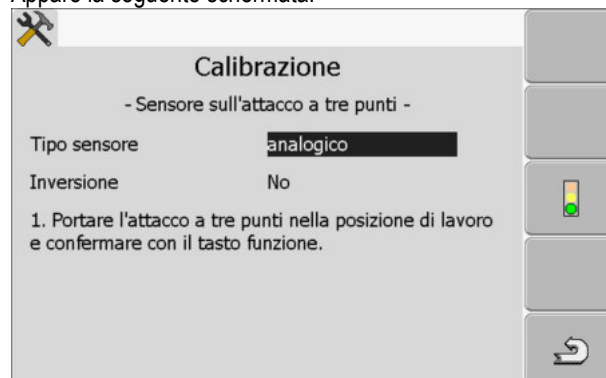 Appare la seguente schermata:
Calibrazione
- Sensore sull'attacco a tre punti -
Tipo sensore analogico
Inversione No
1. Portare l'attacco a tre punti nella posizione di lavoro
e confermare con il tasto funzione.